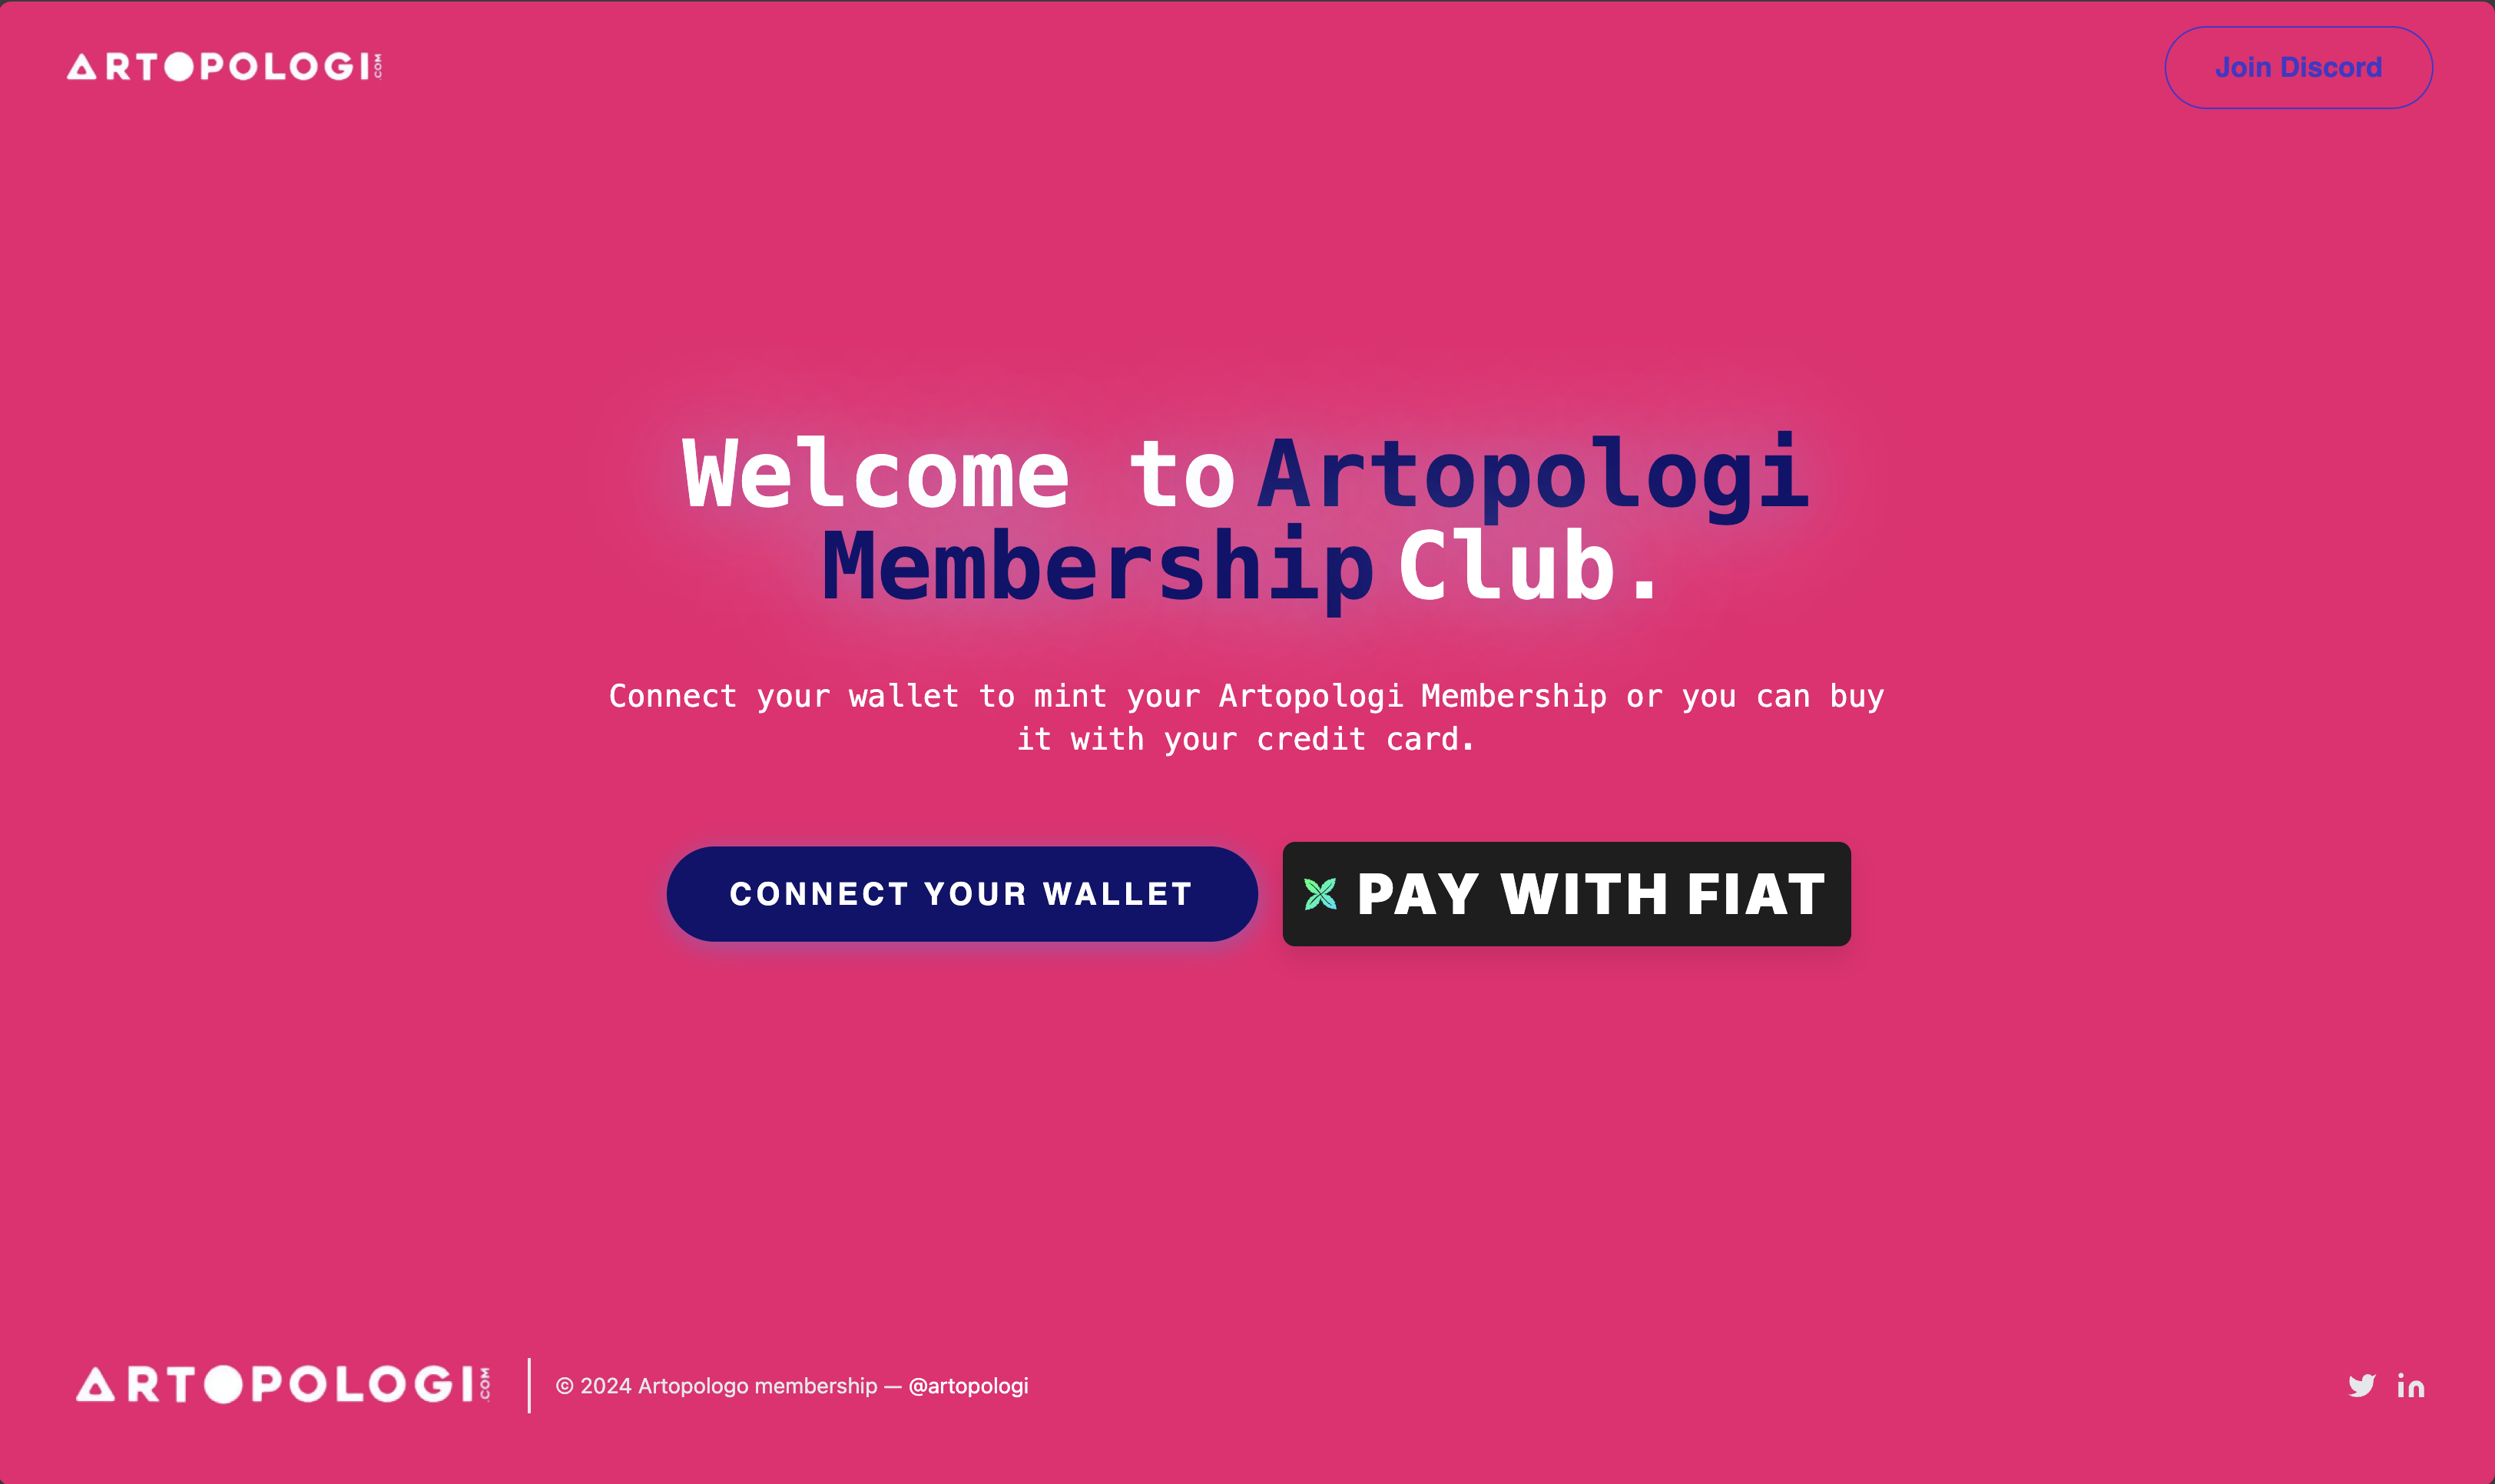 ARTOPOLOGI.COM
Join Discord
Welcome to Artopologi
Membership Club.
Connect your wallet to mint your Artopologi Membership or you can buy
it with your credit card.
CONNECT YOUR WALLET
PAY WITH FIAT
ARTOPOLOGI.COM
© 2024 Artopologo membership — @artopologi
in